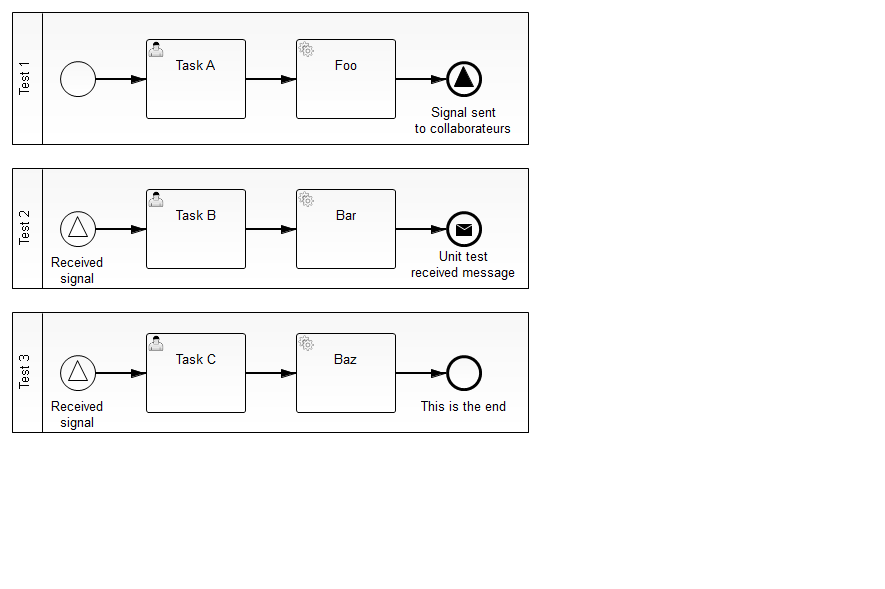 Test 1
Task A
Foo
Signal sent
to collaborateurs
Test 2
Task B
Bar
Received
signal
Unit test
received message
Test 3
Task C
Baz
Received
signal
This is the end